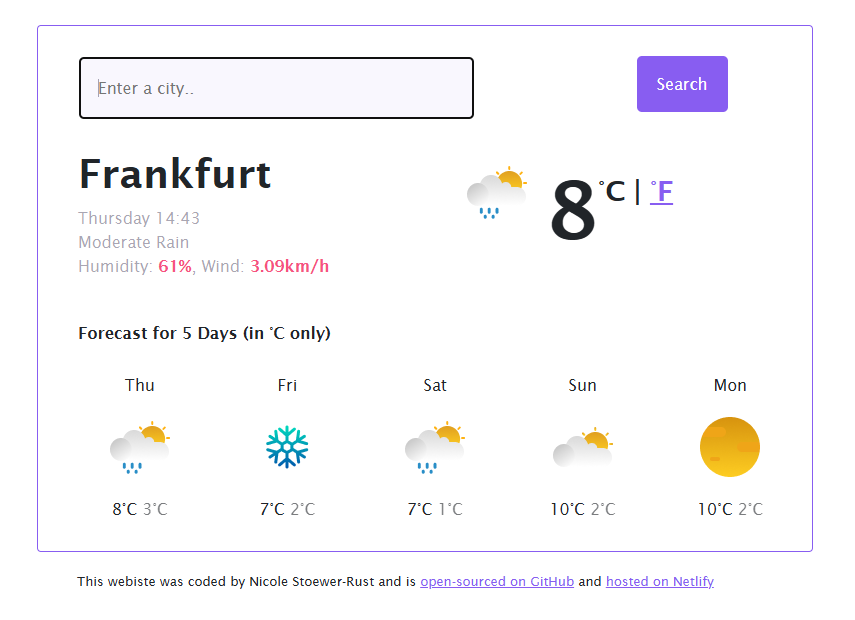 Enter a city..
Search
Frankfurt
8 °C | °F
Thursday 14:43
Moderate Rain
Humidity: 61%, Wind: 3.09km/h
Forecast for 5 Days (in °C only)
Thu Fri Sat Sun Mon
8°C 3°C 7°C 2°C 7°C 1°C 10°C 2°C 10°C 2°C
This webiste was coded by Nicole Stoewer-Rust and is open-sourced on GitHub and hosted on Netlify